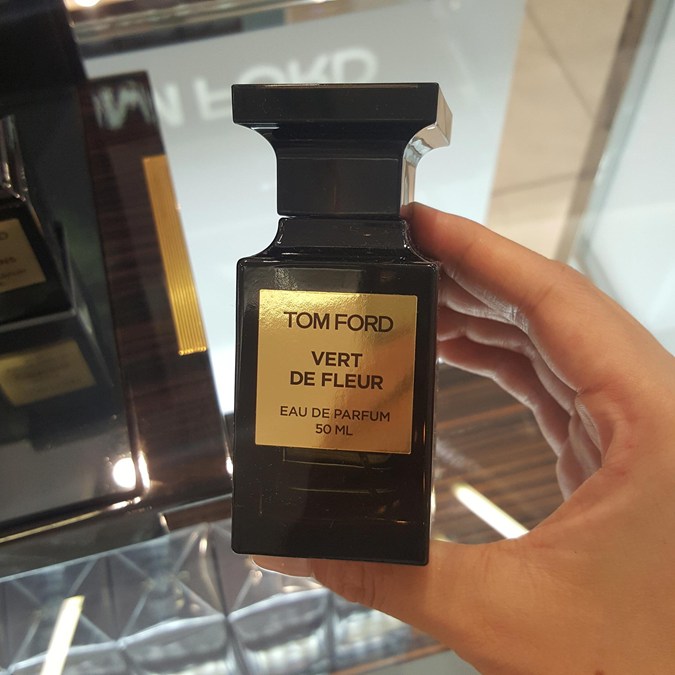 TOM FORD
VERT
DE FLEUR
EAU DE PARFUM
50 ML